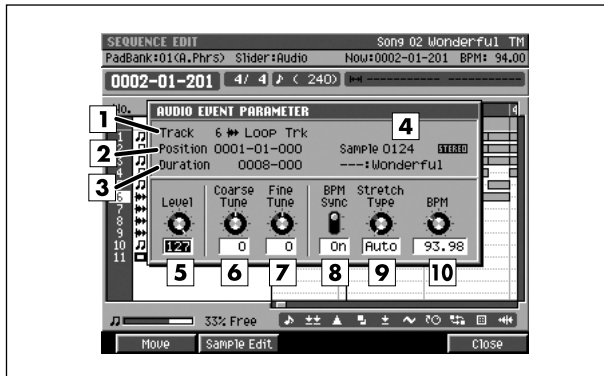 SEQUENCE EDIT Song 02 Wonderful TM
PadBank:01(A.Phrs) Slider:Audio Now:0002-01-201 BPM: 94.00
0002-01-201 4/ 4 ♪ ( 240)
No.
AUDIO EVENT PARAMETER
1 Track 6 Loop Trk 4
2 Position 0001-01-000 Sample 0124 STEREO
3 Duration 0008-000 ---:Wonderful
1
2
3
4
5
6
7
8
9
10
11
Level Coarse Tune Fine Tune BPM Sync Stretch Type BPM
127 0 0 On Auto 93.98
5 6 7 8 9 10
33% Free
Move Sample Edit Close